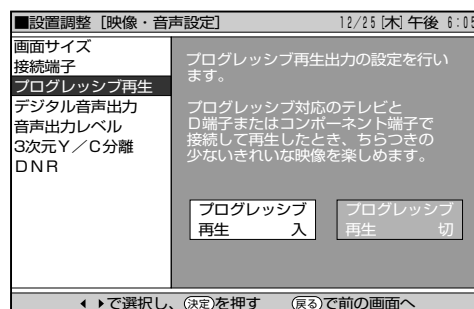 ■設置調整［映像・音声設定］ 12/25[木]午後 6:05
画面サイズ
接続端子
プログレッシブ再生
デジタル音声出力
音声出力レベル
3次元Y／C分離
DNR
プログレッシブ再生出力の設定を行い
ます。
プログレッシブ対応のテレビと
D端子またはコンポーネント端子で
接続して再生したとき、ちらつきの
少ないきれいな映像を楽しめます。
プログレッシブ
再生 入
プログレッシブ
再生 切
で選択し、決定を押す 戻るで前の画面へ